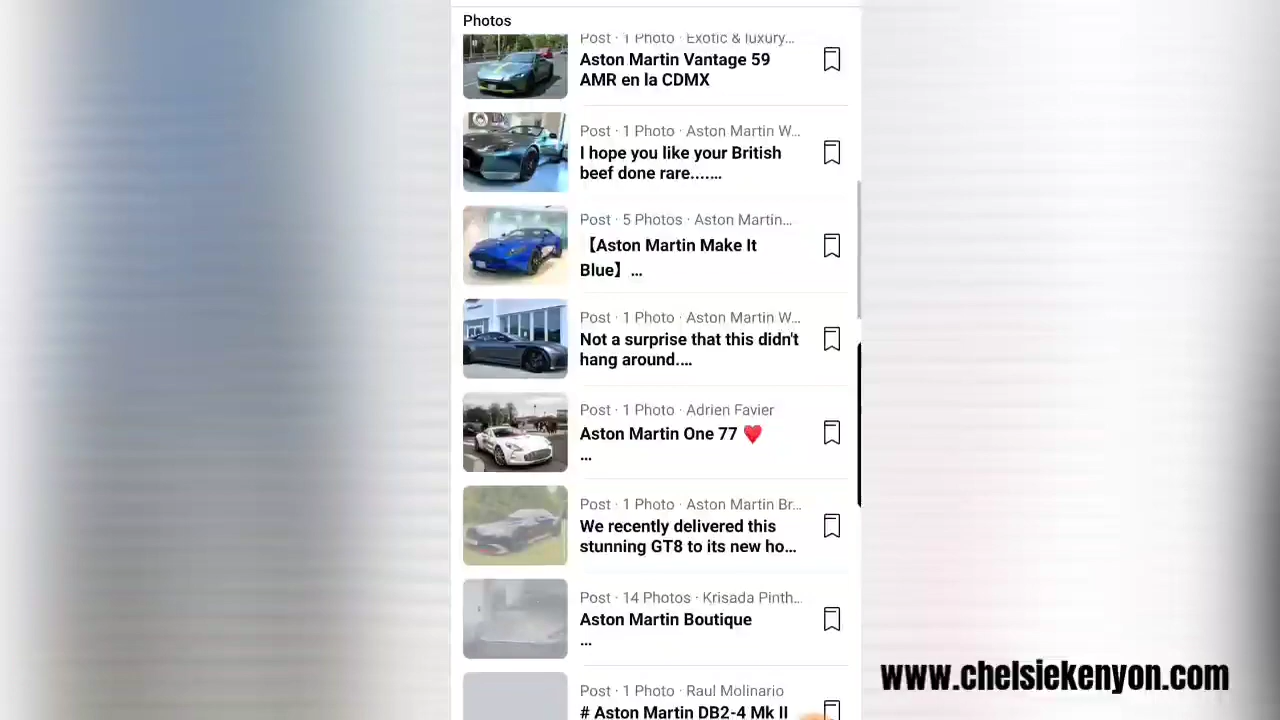 Photos
Post · 1 Photo · Exotic & luxury...
Aston Martin Vantage 59
AMR en la CDMX
Post · 1 Photo · Aston Martin W...
I hope you like your British
beef done rare.......
Post · 5 Photos · Aston Martin...
【Aston Martin Make It
Blue】 ...
Post · 1 Photo · Aston Martin W...
Not a surprise that this didn't
hang around....
Post · 1 Photo · Adrien Favier
Aston Martin One 77 ❤️
...
Post · 1 Photo · Aston Martin Br...
We recently delivered this
stunning GT8 to its new ho...
Post · 14 Photos · Krisada Pinth...
Aston Martin Boutique
...
Post · 1 Photo · Raul Molinario
# Aston Martin DB2-4 Mk II
www.chelsiekenyon.com